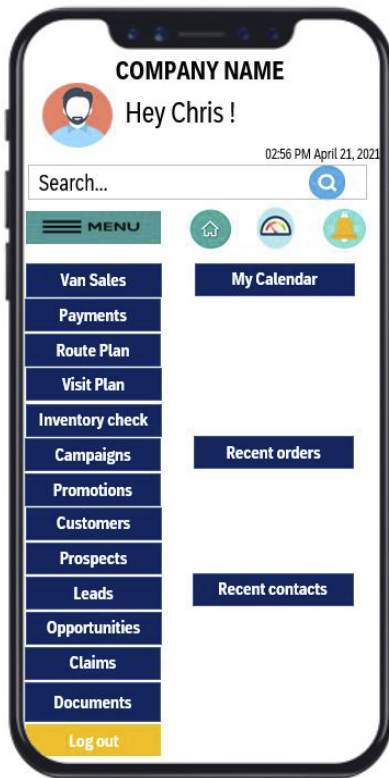 COMPANY NAME
Hey Chris !
02:56 PM April 21, 2021
Search...
MENU
Van Sales
Payments
Route Plan
Visit Plan
Inventory check
Campaigns
Promotions
Customers
Prospects
Leads
Opportunities
Claims
Documents
Log out
My Calendar
Recent orders
Recent contacts